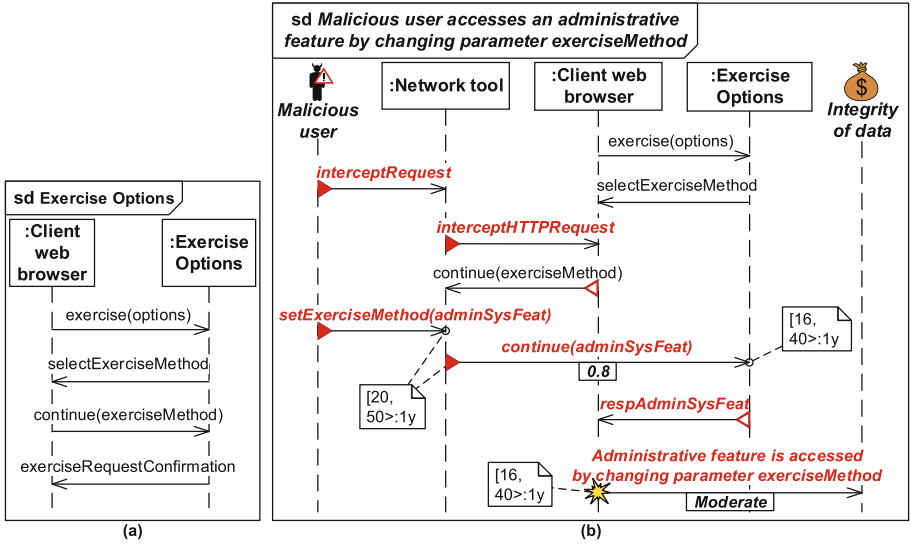 sd Exercise Options
:Client
web
browser
:Exercise
Options
exercise(options)
selectExerciseMethod
continue(exerciseMethod)
exerciseRequestConfirmation
(a)
sd Malicious user accesses an administrative
feature by changing parameter exerciseMethod
Malicious
user
:Network tool
:Client web
browser
:Exercise
Options
$
Integrity
of data
exercise(options)
interceptRequest
selectExerciseMethod
interceptHTTPRequest
continue(exerciseMethod)
setExerciseMethod(adminSysFeat)
[16,
40>:1y
continue(adminSysFeat)
0.8
[20,
50>:1y
respAdminSysFeat
Administrative feature is accessed
by changing parameter exerciseMethod
[16,
40>:1y
Moderate
(b)